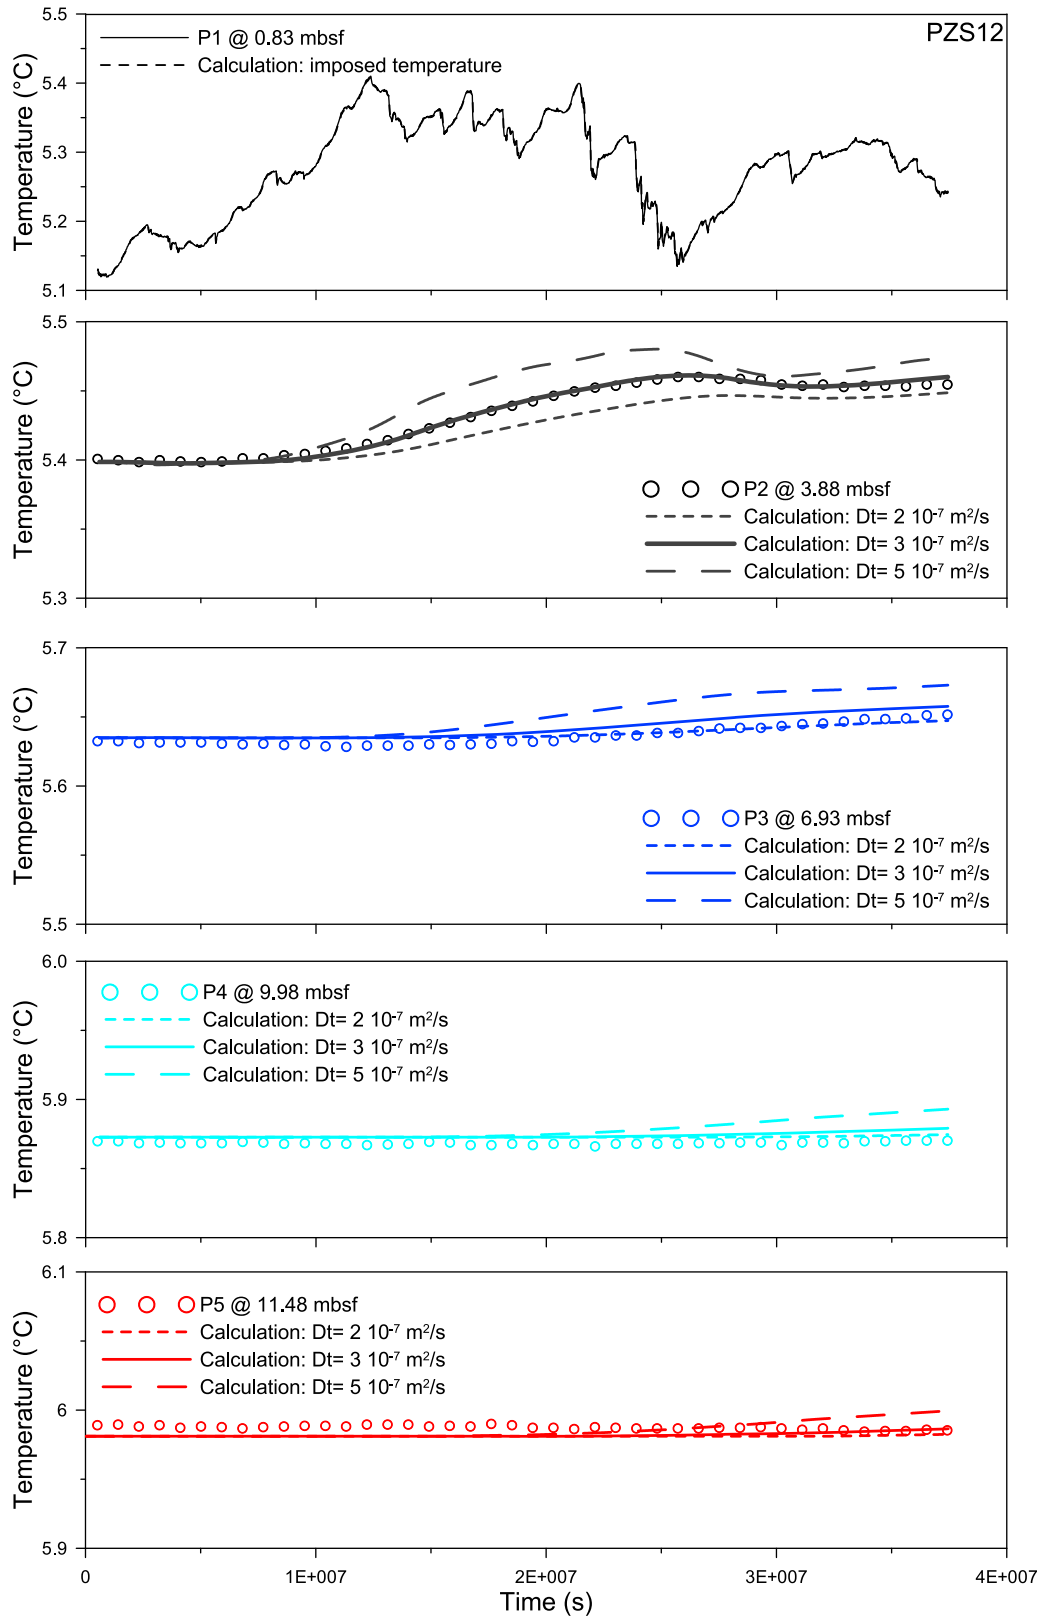 PZS12
5.5
P1 @ 0.83 mbsf
Calculation: imposed temperature
5.4
5.3
5.2
5.1
Temperature (°C)
5.5
5.4
5.3
Temperature (°C)
P2 @ 3.88 mbsf
Calculation: Dt= 2 10⁻⁷ m²/s
Calculation: Dt= 3 10⁻⁷ m²/s
Calculation: Dt= 5 10⁻⁷ m²/s
5.7
5.6
5.5
Temperature (°C)
P3 @ 6.93 mbsf
Calculation: Dt= 2 10⁻⁷ m²/s
Calculation: Dt= 3 10⁻⁷ m²/s
Calculation: Dt= 5 10⁻⁷ m²/s
6.0
5.9
5.8
Temperature (°C)
P4 @ 9.98 mbsf
Calculation: Dt= 2 10⁻⁷ m²/s
Calculation: Dt= 3 10⁻⁷ m²/s
Calculation: Dt= 5 10⁻⁷ m²/s
6.1
6
5.9
Temperature (°C)
P5 @ 11.48 mbsf
Calculation: Dt= 2 10⁻⁷ m²/s
Calculation: Dt= 3 10⁻⁷ m²/s
Calculation: Dt= 5 10⁻⁷ m²/s
0 1E+007 2E+007 3E+007 4E+007
Time (s)